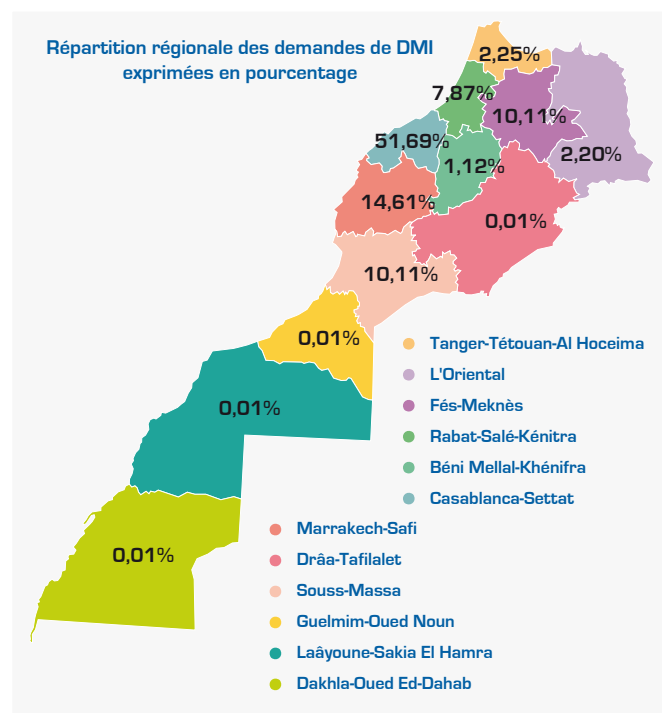 Répartition régionale des demandes de DMI
exprimées en pourcentage
2,25%
7,87%
10,11%
51,69%
2,20%
1,12%
14,61%
0,01%
10,11%
0,01%
0,01%
0,01%
Tanger-Tétouan-Al Hoceima
L'Oriental
Fés-Meknès
Rabat-Salé-Kénitra
Béni Mellal-Khénifra
Casablanca-Settat
Marrakech-Safi
Drâa-Tafilalet
Souss-Massa
Guelmim-Oued Noun
Laâyoune-Sakia El Hamra
Dakhla-Oued Ed-Dahab